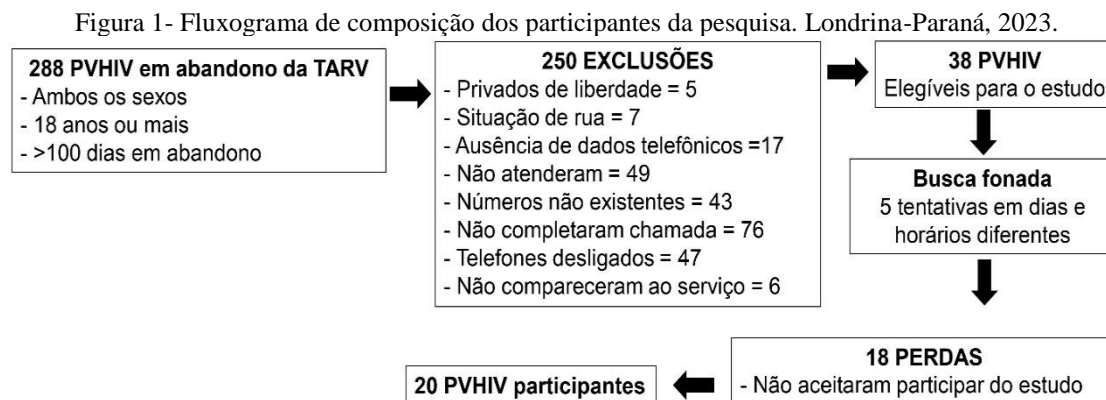 Figura 1- Fluxograma de composição dos participantes da pesquisa. Londrina-Paraná, 2023.
288 PVHIV em abandono da TARV
- Ambos os sexos
- 18 anos ou mais
- >100 dias em abandono
250 EXCLUSÕES
- Privados de liberdade = 5
- Situação de rua = 7
- Ausência de dados telefônicos =17
- Não atenderam = 49
- Números não existentes = 43
- Não completaram chamada = 76
- Telefones desligados = 47
- Não compareceram ao serviço = 6
38 PVHIV
Elegíveis para o estudo
Busca fonada
5 tentativas em dias e
horários diferentes
18 PERDAS
- Não aceitaram participar do estudo
20 PVHIV participantes